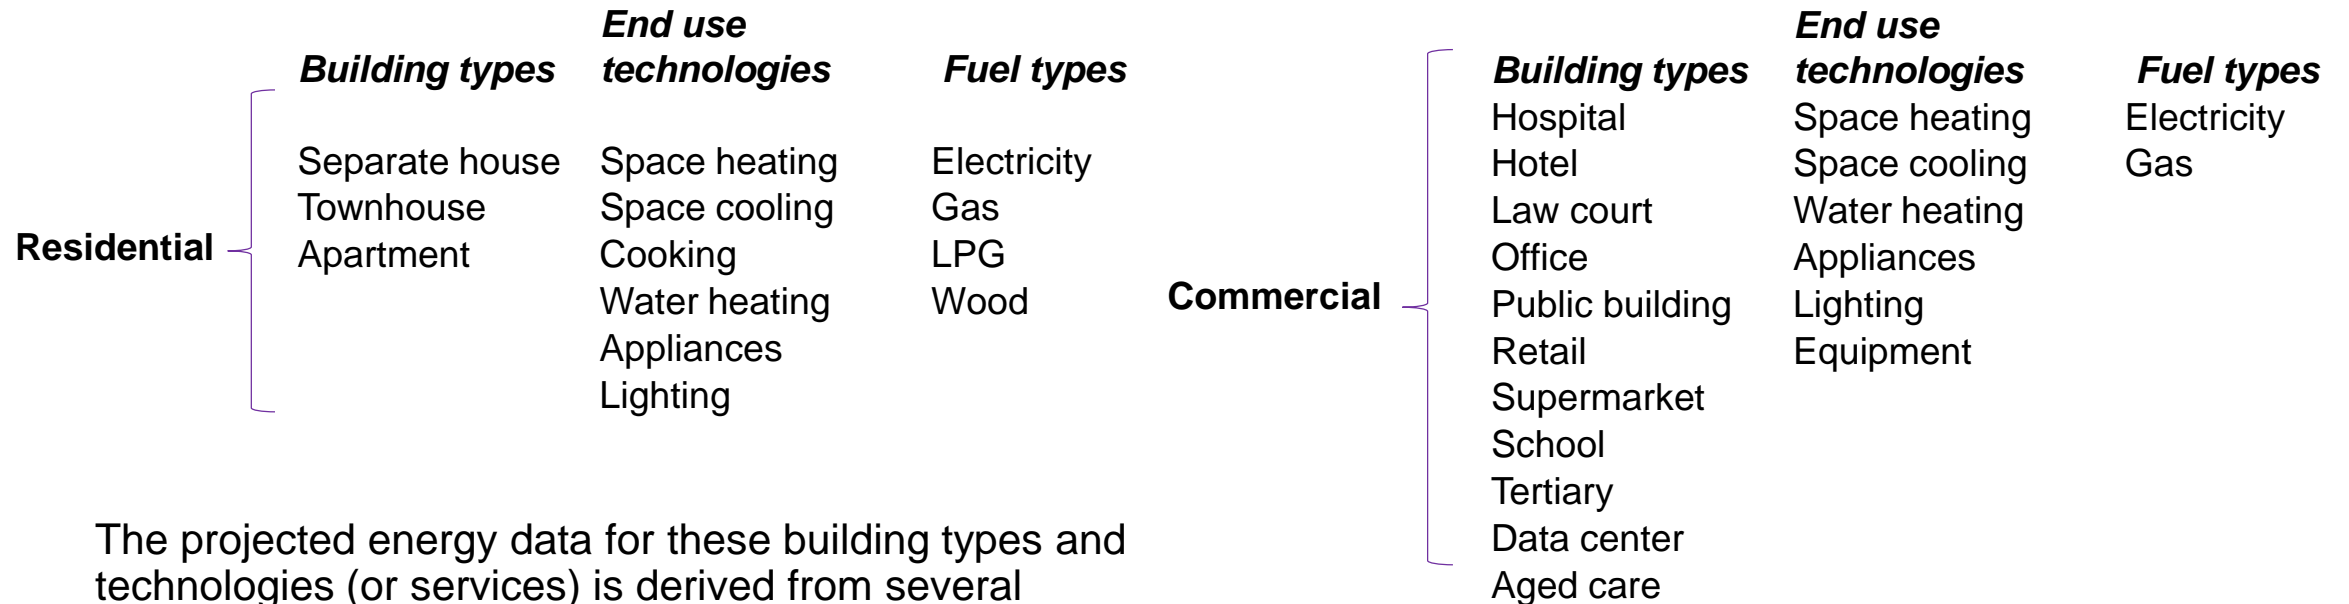 Residential
Building types
Separate house
Townhouse
Apartment
End use
technologies
Space heating
Space cooling
Cooking
Water heating
Appliances
Lighting
Fuel types
Electricity
Gas
LPG
Wood
The projected energy data for these building types and
technologies (or services) is derived from several
Commercial
Building types
Hospital
Hotel
Law court
Office
Public building
Retail
Supermarket
School
Tertiary
Data center
Aged care
End use
technologies
Space heating
Space cooling
Water heating
Appliances
Lighting
Equipment
Fuel types
Electricity
Gas